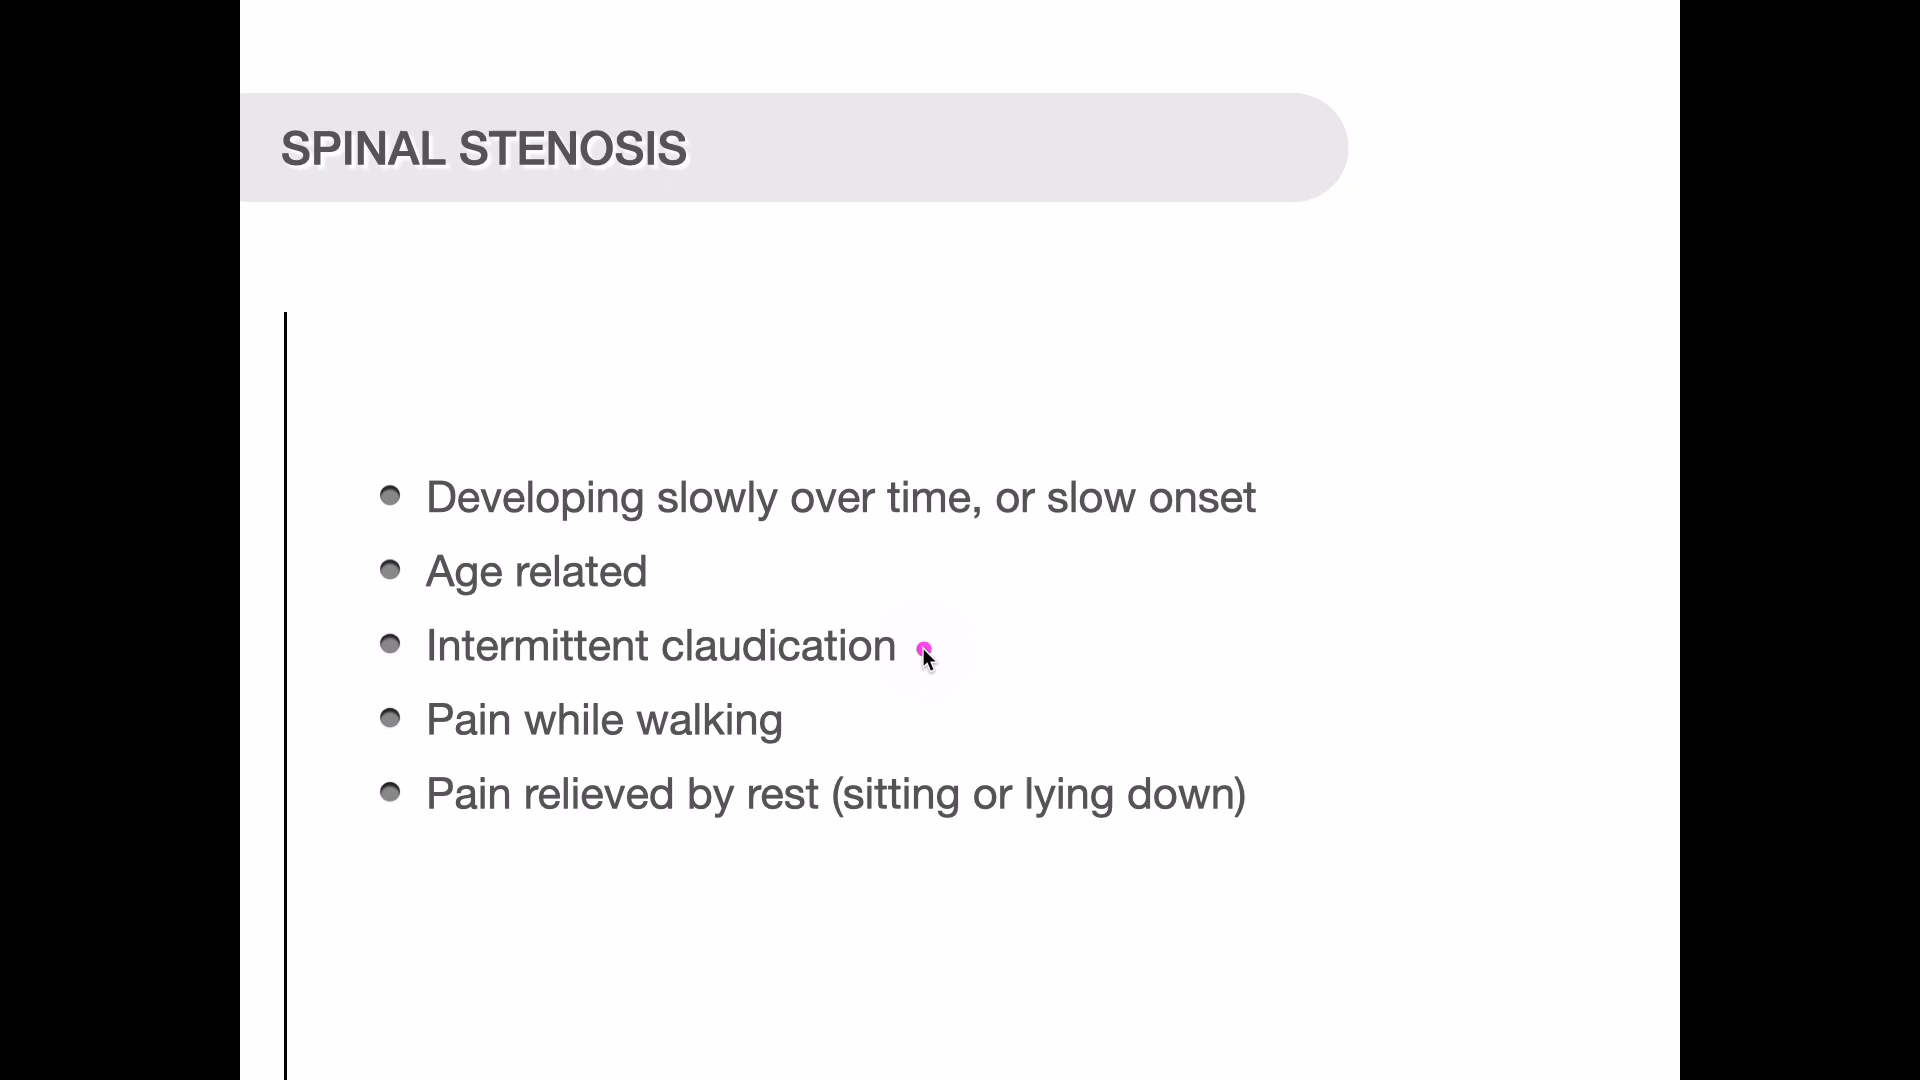 SPINAL STENOSIS
Developing slowly over time, or slow onset
Age related
Intermittent claudication
Pain while walking
Pain relieved by rest (sitting or lying down)